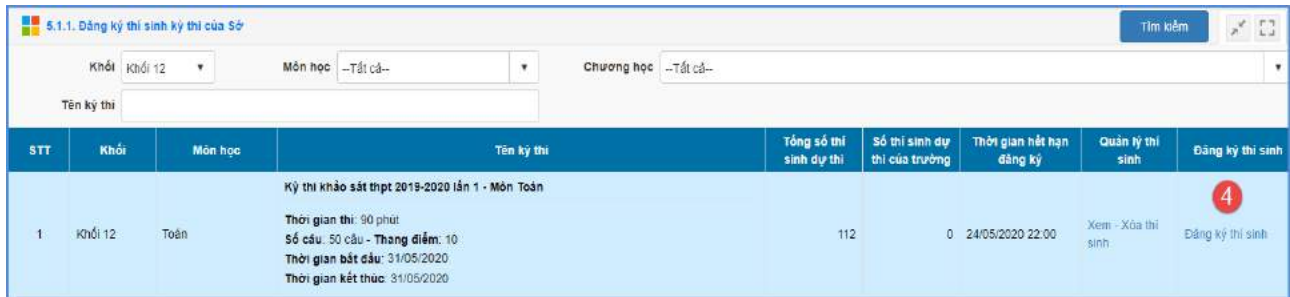 5.1.1. Đăng ký thí sinh kỳ thi của Sở
Tìm kiếm
Khối Khối 12 Môn học --Tất cả-- Chương học --Tất cả--
Tên kỳ thi
STT Khối Môn học Tên kỳ thi Tổng số thí sinh dự thi Số thí sinh dự thi của trường Thời gian hết hạn đăng ký Quản lý thí sinh Đăng ký thí sinh
Kỳ thi khảo sát thpt 2019-2020 lần 1 - Môn Toán
4
Thời gian thi: 90 phút
1 Khối 12 Toán Số câu: 50 câu - Thang điểm: 10 112 0 24/05/2020 22:00 Xem - Xóa thí sinh Đăng ký thí sinh
Thời gian bắt đầu: 31/05/2020
Thời gian kết thúc: 31/05/2020